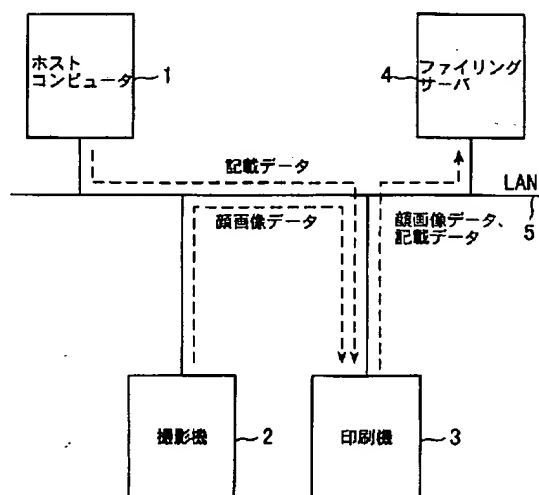 ホスト
コンピュータ
1
4
ファイリング
サーバ
記載データ
LAN
5
顔画像データ
顔画像データ、
記載データ
撮影機
2
印刷機
3